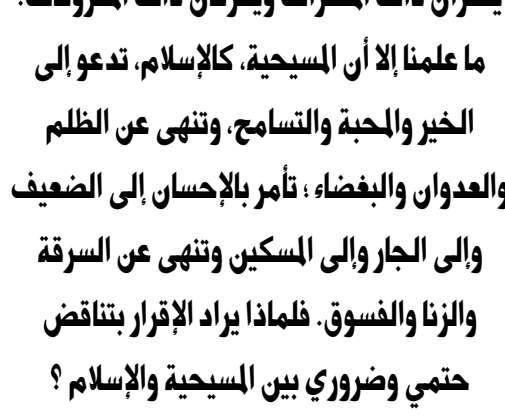 ما علمنا إلا أن المسيحية، كالإسلام، تدعو إلى
الخير والمحبة والتسامح، وتنهى عن الظلم
والعدوان والبغضاء ؛ تأمر بالإحسان إلى الضعيف
وإلى الجار وإلى المسكين وتنهى عن السرقة
والزنا والفسوق. فلماذا يراد الإقرار بتناقض
حتمي وضروري بين المسيحية والإسلام ؟